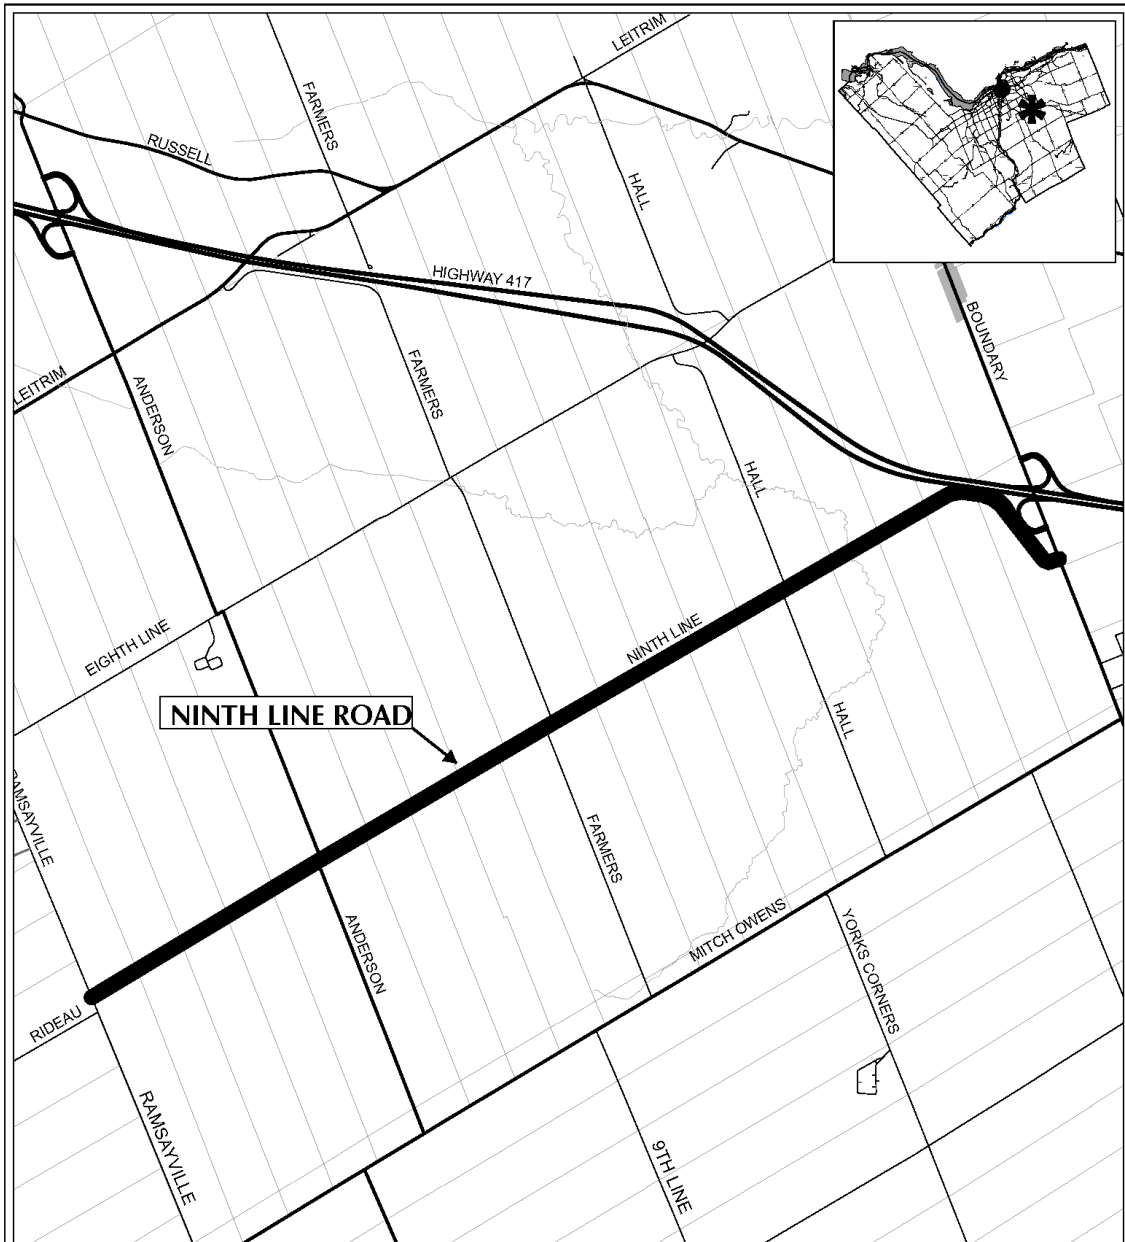 LEITRIM
FARMERS
RUSSELL
HALL
HIGHWAY 417
BOUNDARY
FARMERS
LEITRIM
ANDERSON
HALL
EIGHTH LINE
NINTH LINE
NINTH LINE ROAD
HALL
RAMSAYVILLE
FARMERS
MITCH OWENS
ANDERSON
YORKS CORNERS
RIDEAU
RAMSAYVILLE
9TH LINE